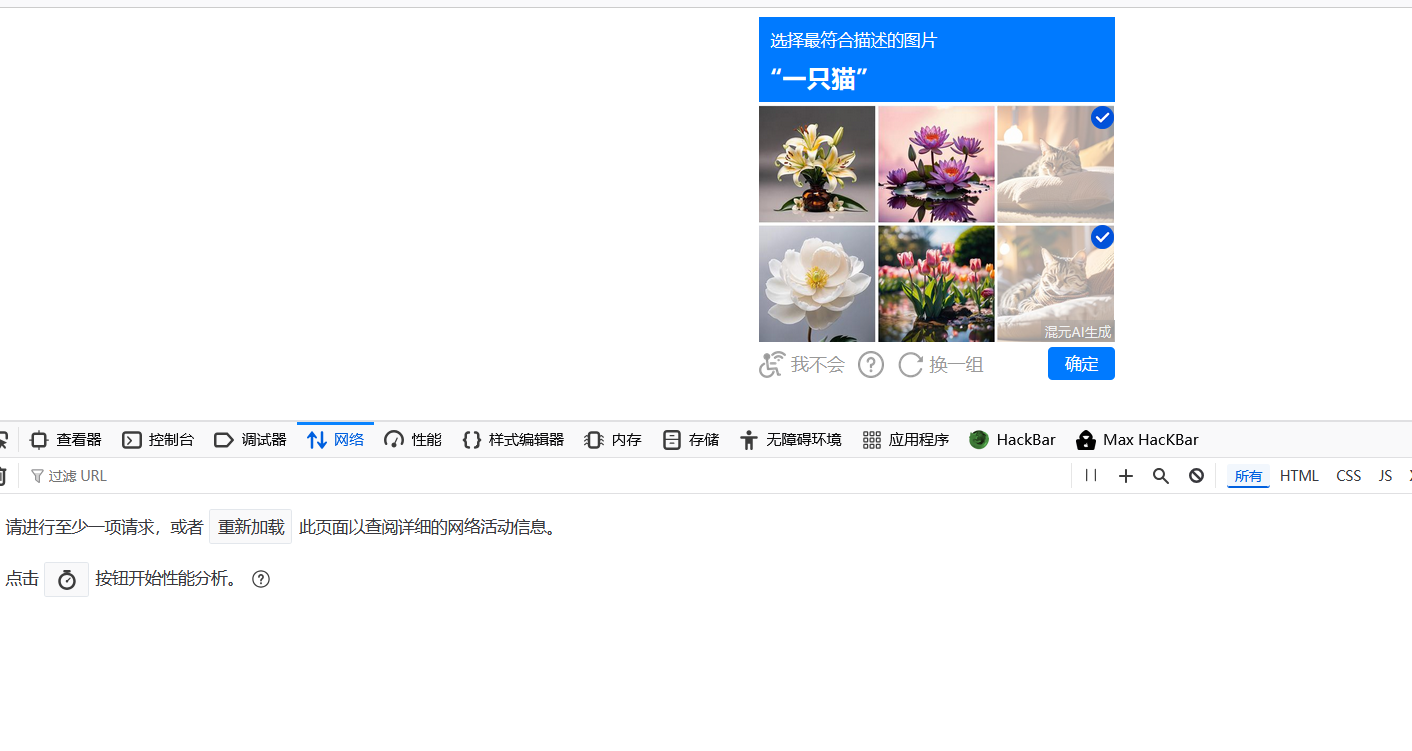 选择最符合描述的图片
“一只猫”
混元AI生成
我不会 换一组 确定
查看器 控制台 调试器 网络 性能 样式编辑器 内存 存储 无障碍环境 应用程序 HackBar Max HacKBar
过滤 URL 所有 HTML CSS JS
请进行至少一项请求，或者 重新加载 此页面以查阅详细的网络活动信息。
点击 按钮开始性能分析。